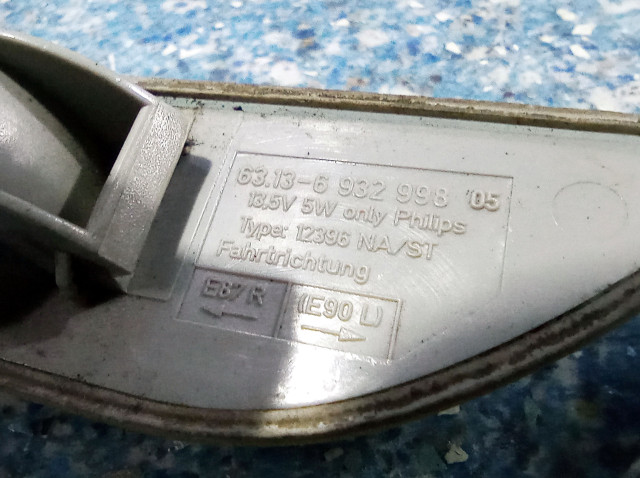 63.13-6 932 998 '05
13.5V 5W only Philips
Type: 12396 NA/ST
Fahrtrichtung
E87 R (E90 L)